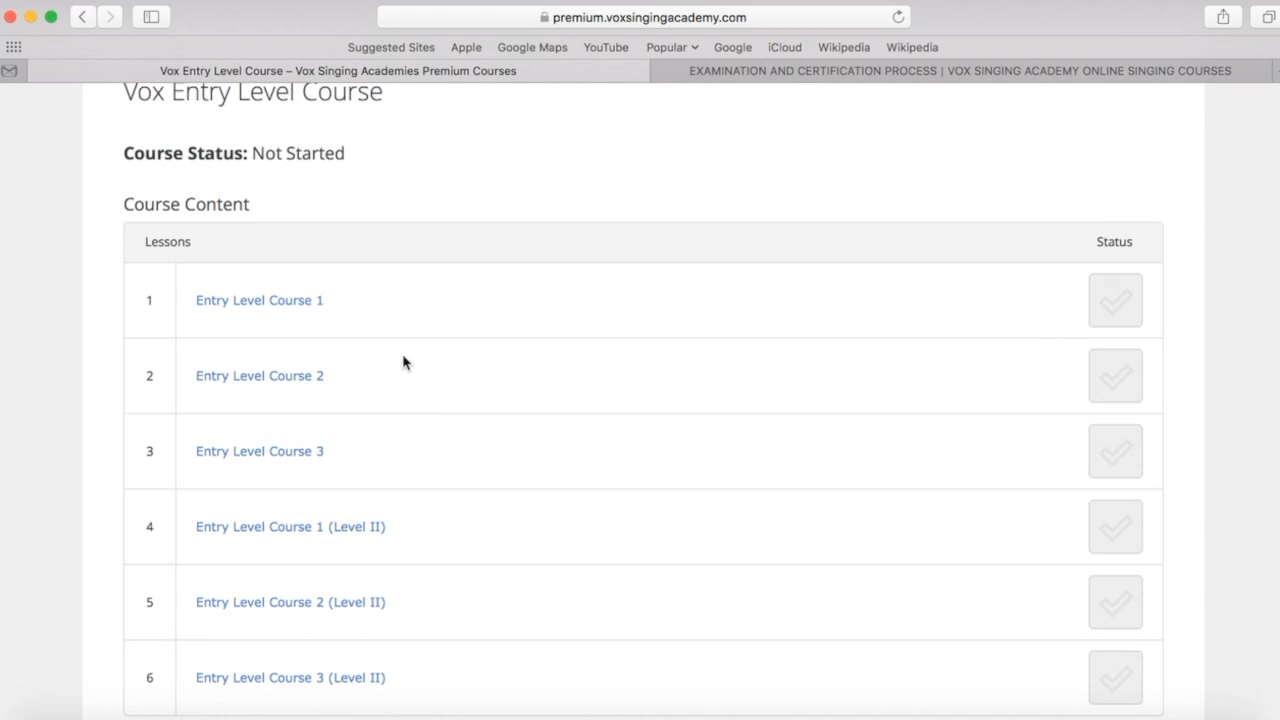 premium.voxsingingacademy.com
Suggested Sites Apple Google Maps YouTube Popular Google iCloud Wikipedia Wikipedia
Vox Entry Level Course – Vox Singing Academies Premium Courses
EXAMINATION AND CERTIFICATION PROCESS | VOX SINGING ACADEMY ONLINE SINGING COURSES
Vox Entry Level Course
Course Status: Not Started
Course Content
Lessons Status
1 Entry Level Course 1
2 Entry Level Course 2
3 Entry Level Course 3
4 Entry Level Course 1 (Level II)
5 Entry Level Course 2 (Level II)
6 Entry Level Course 3 (Level II)